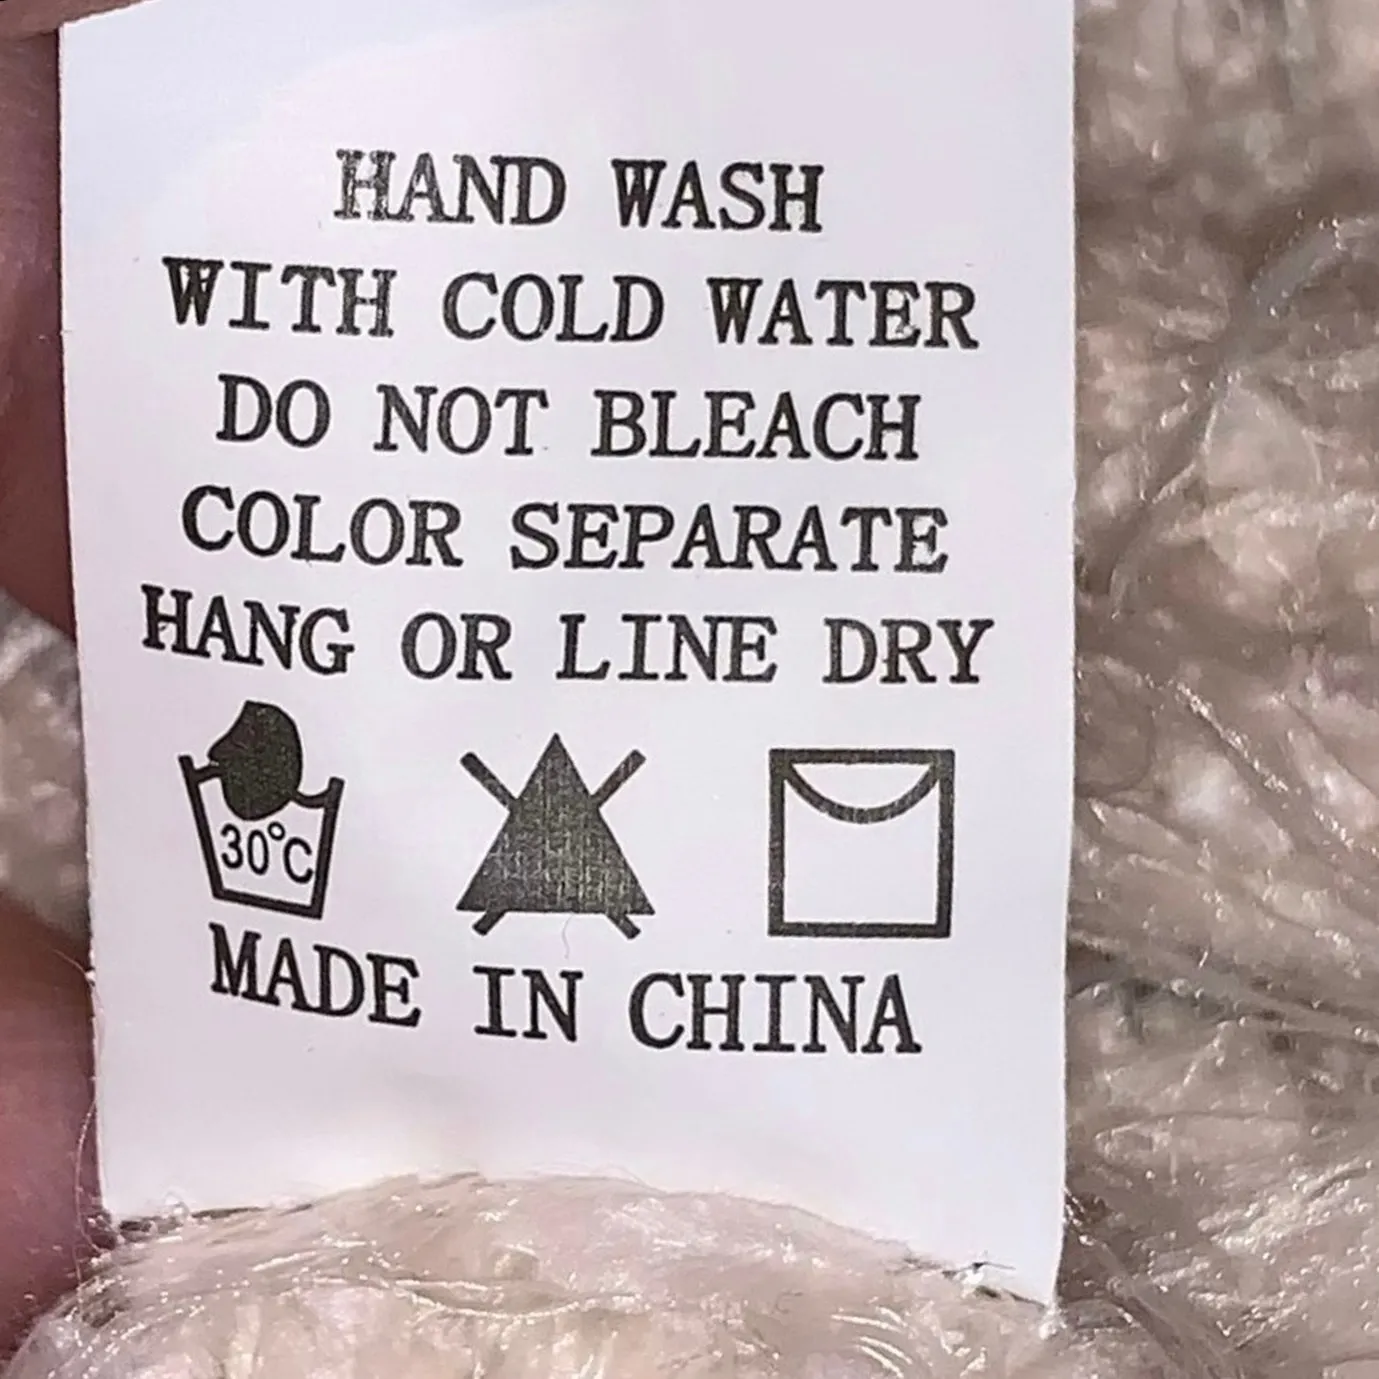 HAND WASH
WITH COLD WATER
DO NOT BLEACH
COLOR SEPARATE
HANG OR LINE DRY
30°C
MADE IN CHINA